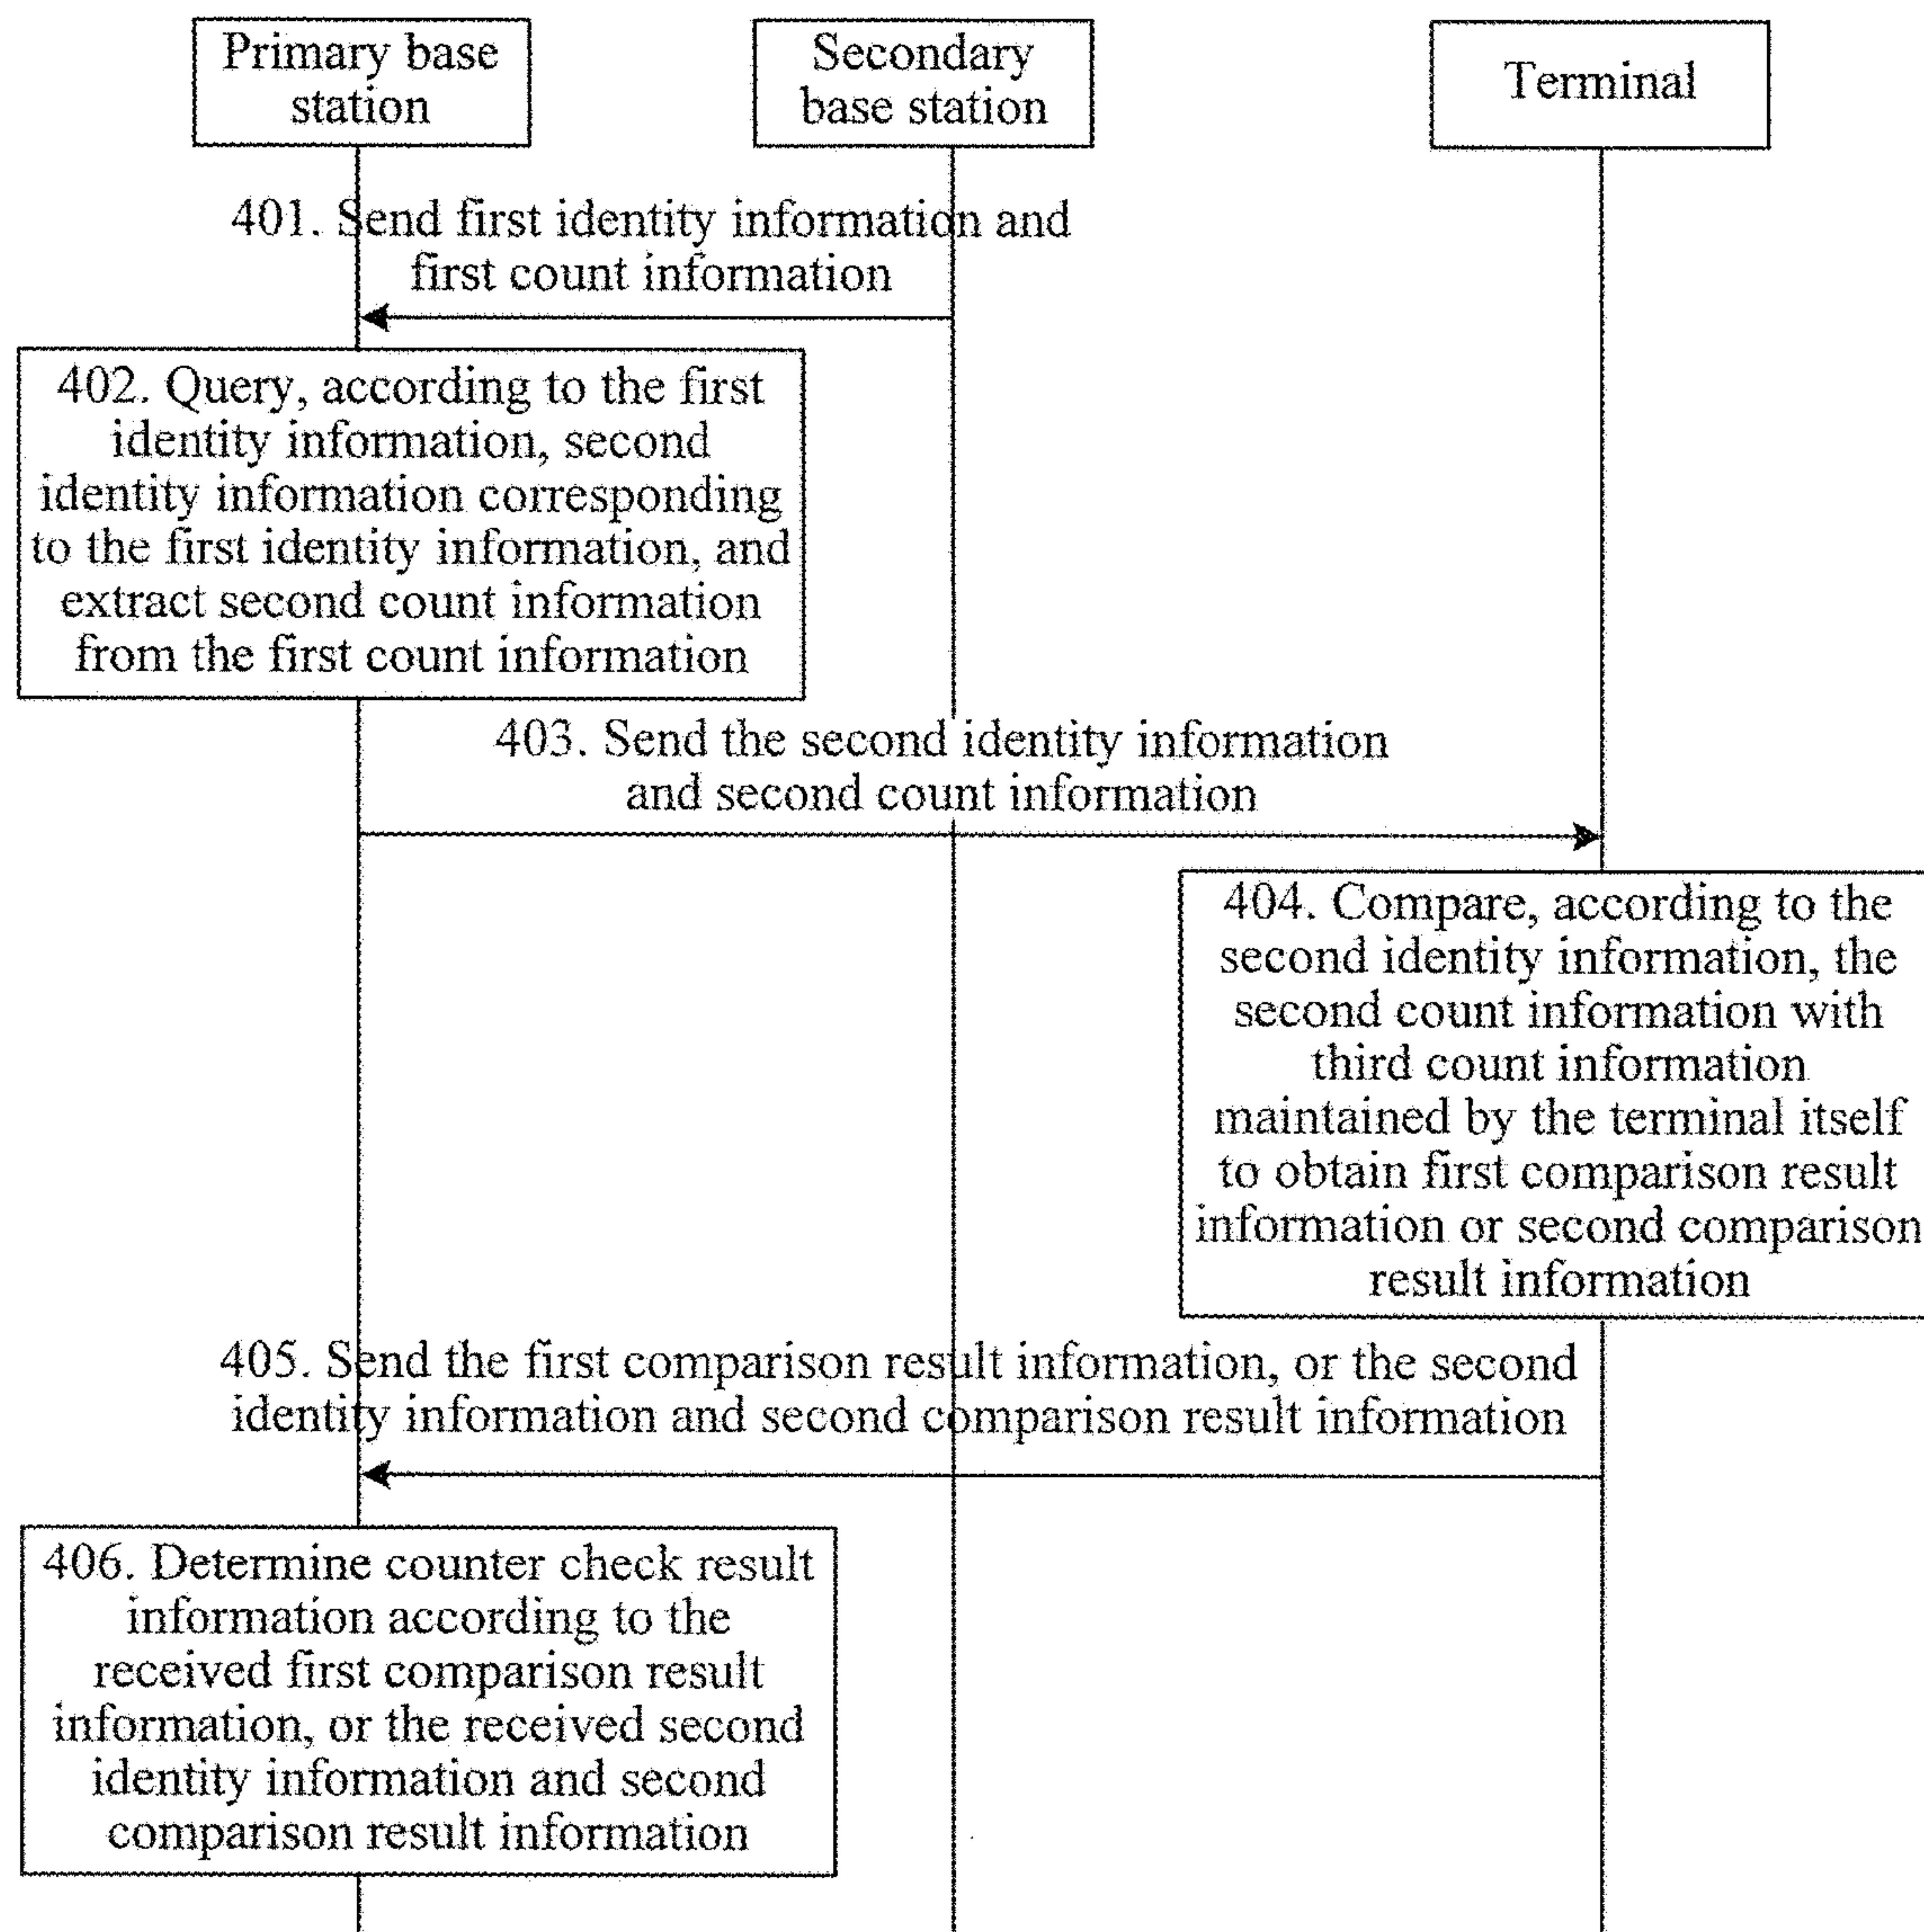 Primary base
station
Secondary
base station
Terminal
401. Send first identity information and
first count information
402. Query, according to the first
identity information, second
identity information corresponding
to the first identity information, and
extract second count information
from the first count information
403. Send the second identity information
and second count information
404. Compare, according to the
second identity information, the
second count information with
third count information
maintained by the terminal itself
to obtain first comparison result
information or second comparison
result information
405. Send the first comparison result information, or the second
identity information and second comparison result information
406. Determine counter check result
information according to the
received first comparison result
information, or the received second
identity information and second
comparison result information